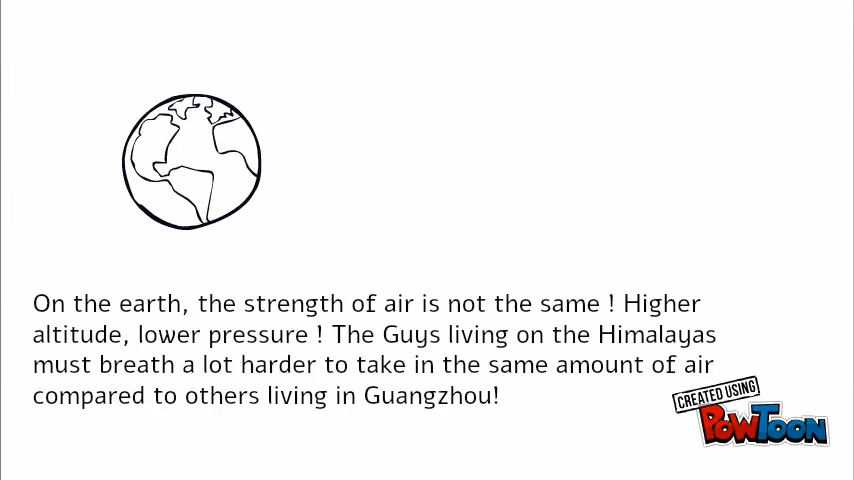 On the earth, the strength of air is not the same ! Higher
altitude, lower pressure ! The Guys living on the Himalayas
must breath a lot harder to take in the same amount of air
compared to others living in Guangzhou!
CREATED USING
POWTOON